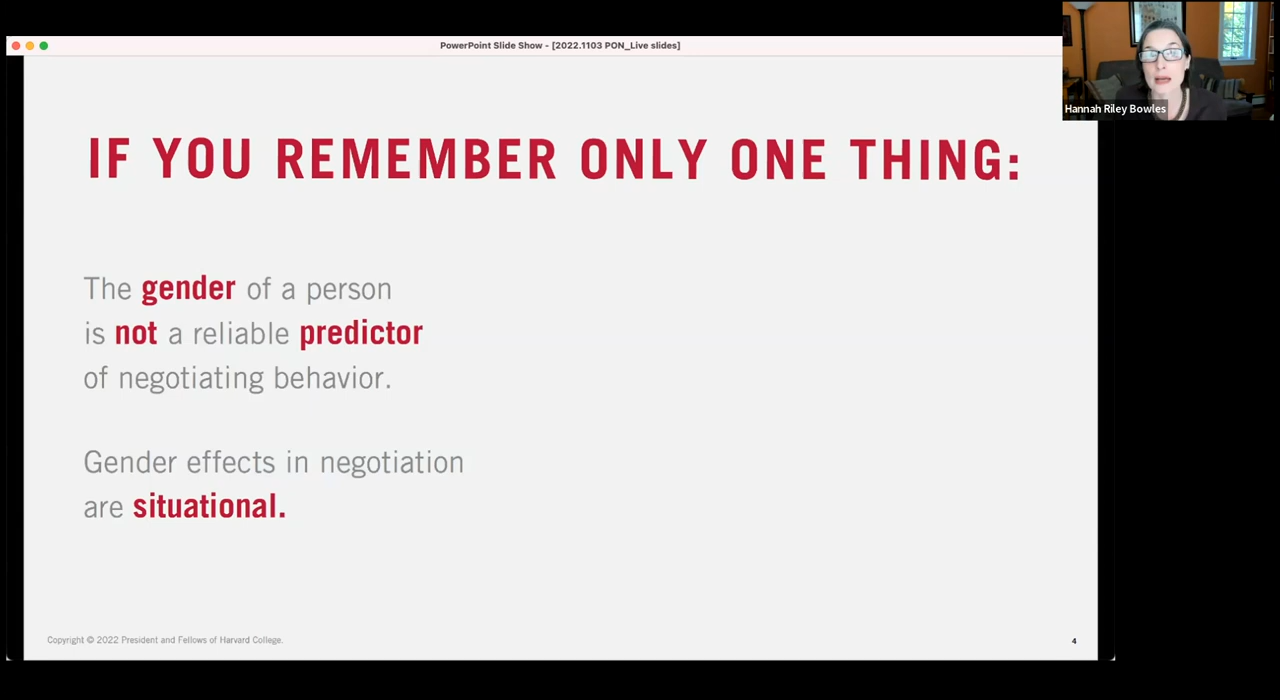 PowerPoint Slide Show - [2022.1103 PON_Live slides]
Hannah Riley Bowles
IF YOU REMEMBER ONLY ONE THING:
The gender of a person
is not a reliable predictor
of negotiating behavior.
Gender effects in negotiation
are situational.
Copyright © 2022 President and Fellows of Harvard College.
4